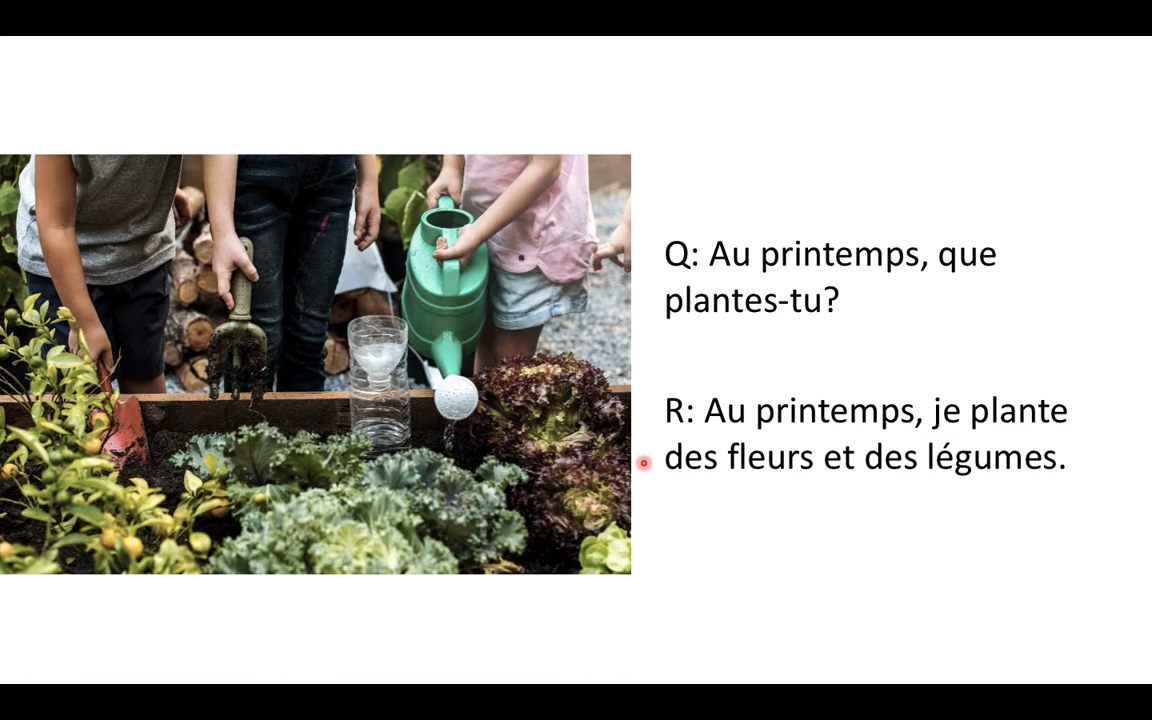 Q: Au printemps, que
plantes-tu?
R: Au printemps, je plante
des fleurs et des légumes.